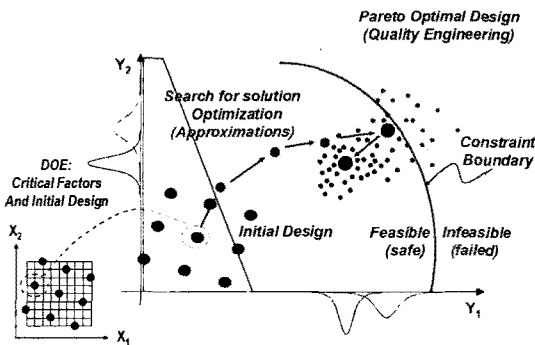 Pareto Optimal Design
(Quality Engineering)
Y2
Search for solution
Optimization
(Approximations)
Constraint
Boundary
DOE:
Critical Factors
And Initial Design
X2
Initial Design
Feasible
(safe)
Infeasible
(failed)
Y1
X1